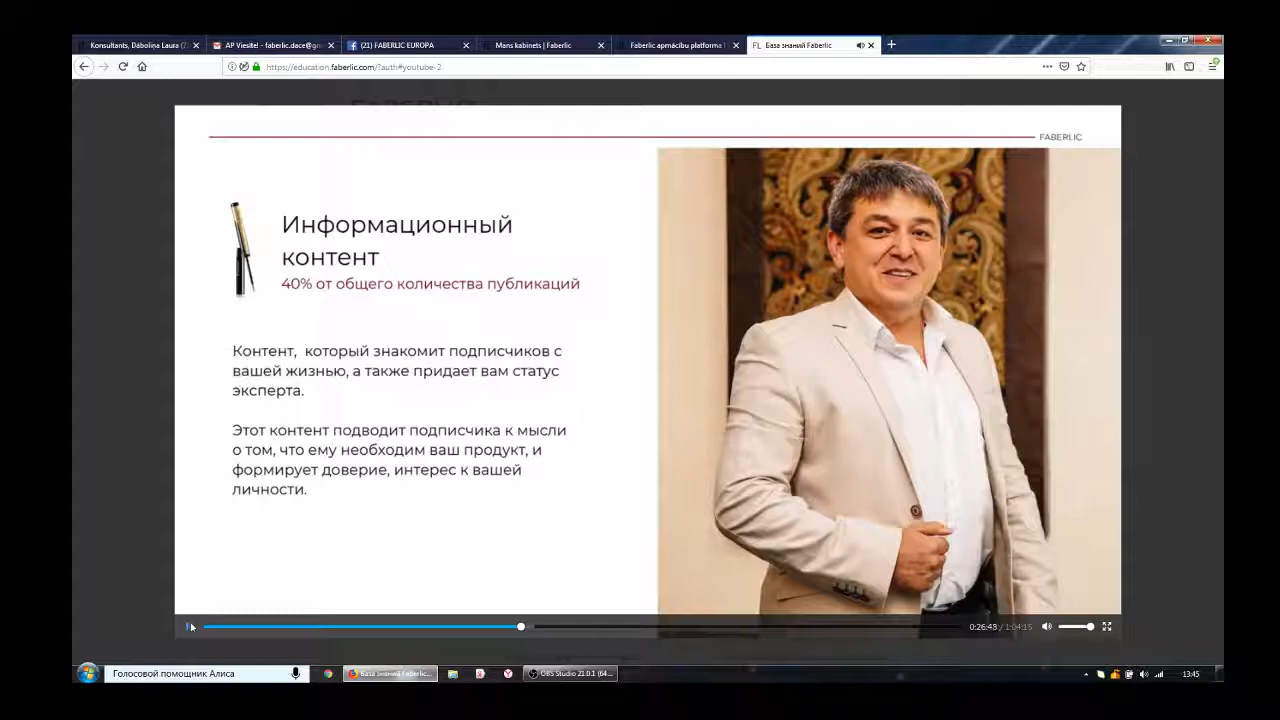 Konsultants, Dāboliņa Laura (
AP Viesīte! - faberlic.dace@g
(21) FABERLIC EUROPA
Mans kabinets | Faberlic
Faberlic apmācību platforma
База знаний Faberlic
https://education.faberlic.com/?auth#youtube-2
FABERLIC
Информационный
контент
40% от общего количества публикаций
Контент, который знакомит подписчиков с
вашей жизнью, а также придает вам статус
эксперта.
Этот контент подводит подписчика к мысли
о том, что ему необходим ваш продукт, и
формирует доверие, интерес к вашей
личности.
0:26:43 / 1:04:15
Голосовой помощник Алиса
База знаний Faberlic...
OBS Studio 21.0.1 (64...
13:45